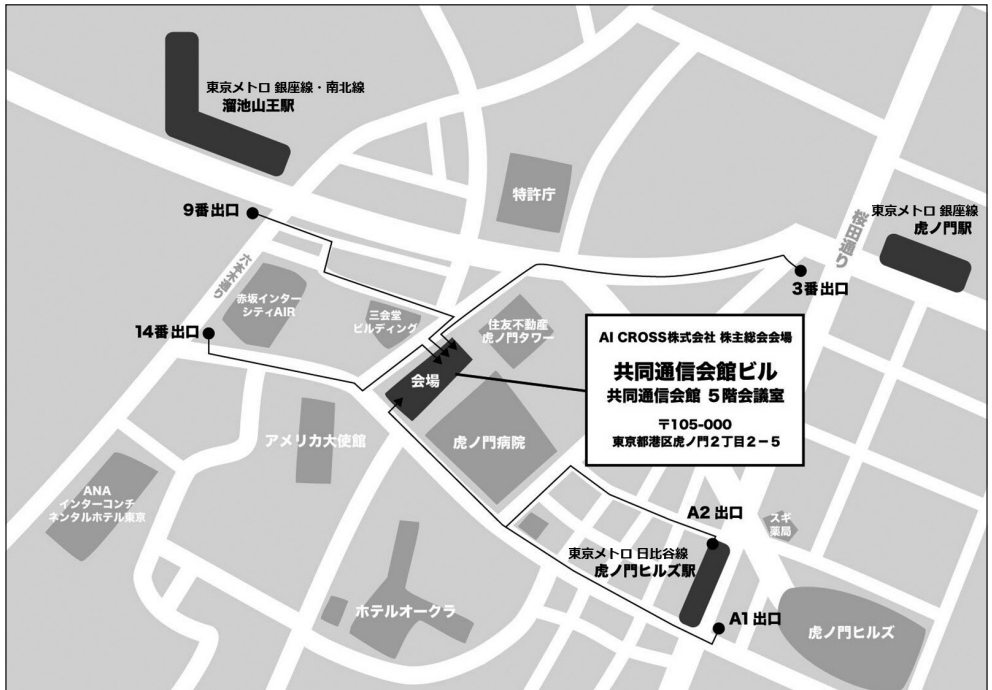 東京メトロ 銀座線・南北線
溜池山王駅
9番出口
特許庁
桜田通り
東京メトロ 銀座線
虎ノ門駅
3番出口
六本木通り
赤坂インター
シティAIR
三会堂
ビルディング
住友不動産
虎ノ門タワー
14番出口
会場
AI CROSS株式会社 株主総会会場
共同通信会館ビル
共同通信会館 5階会議室
〒105-000
東京都港区虎ノ門2丁目2−5
アメリカ大使館
虎ノ門病院
ANA
インターコンチ
ネンタルホテル東京
A2 出口
スギ
薬局
東京メトロ 日比谷線
虎ノ門ヒルズ駅
ホテルオークラ
A1 出口
虎ノ門ヒルズ